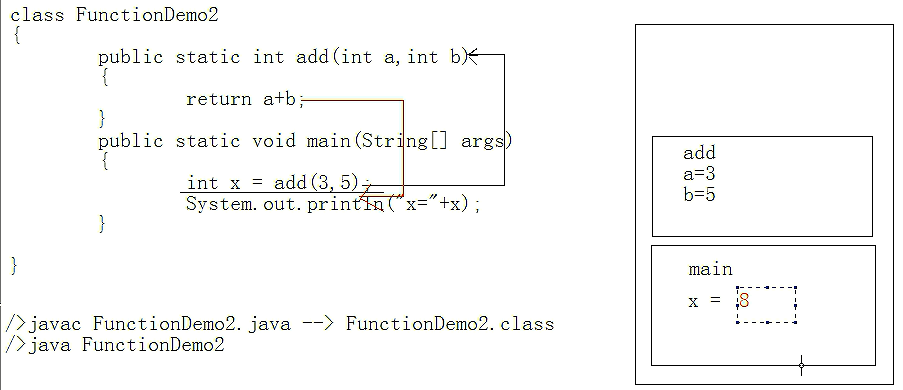 class FunctionDemo2
{
public static int add(int a,int b)
{
return a+b;
}
public static void main(String[] args)
{
int x = add(3,5);
System.out.println("x="+x);
}
}
/>javac FunctionDemo2.java --> FunctionDemo2.class
/>java FunctionDemo2
add
a=3
b=5
main
x = 8